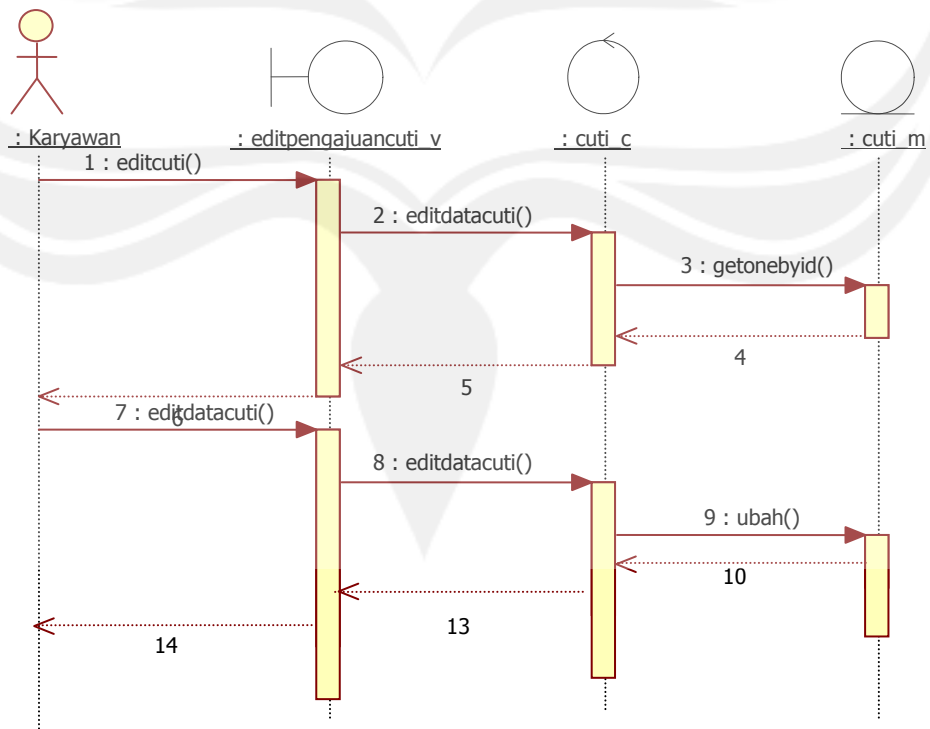 : Karyawan
: editpengajuancuti_v
: cuti_c
: cuti_m
1 : editcuti()
2 : editdatacuti()
3 : getonebyid()
4
5
6
7 : editdatacuti()
8 : editdatacuti()
9 : ubah()
10
13
14